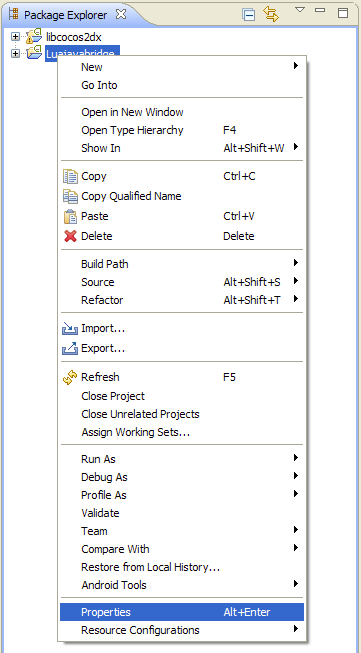 Package Explorer
libcocos2dx
Luajavabridge
New
Go Into
Open in New Window
Open Type Hierarchy F4
Show In Alt+Shift+W
Copy Ctrl+C
Copy Qualified Name
Paste Ctrl+V
Delete Delete
Build Path
Source Alt+Shift+S
Refactor Alt+Shift+T
Import...
Export...
Refresh F5
Close Project
Close Unrelated Projects
Assign Working Sets...
Run As
Debug As
Profile As
Validate
Team
Compare With
Restore from Local History...
Android Tools
Properties Alt+Enter
Resource Configurations